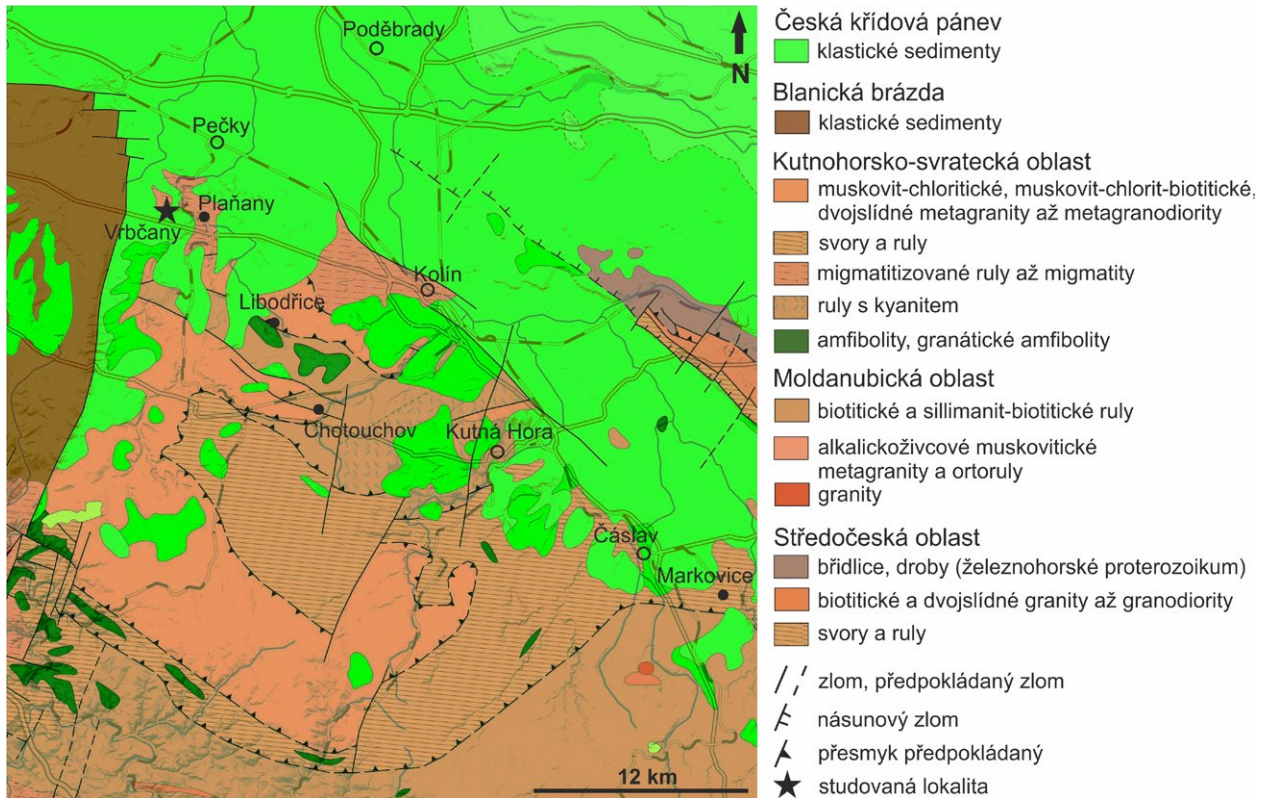 Poděbrady
N
Pečky
Plaňany
Vrbčany
Kolín
Libodřice
Chotouchov
Kutná Hora
Čáslav
Markovice
12 km
Česká křídová pánev
klastické sedimenty
Blanická brázda
klastické sedimenty
Kutnohorsko-svratecká oblast
muskovit-chloritické, muskovit-chlorit-biotitické,
dvojslídné metagranity až metagranodiority
svory a ruly
migmatitizované ruly až migmatity
ruly s kyanitem
amfibolity, granátické amfibolity
Moldanubická oblast
biotitické a sillimanit-biotitické ruly
alkalickoživcové muskovitické
metagranity a ortoruly
granity
Středočeská oblast
břidlice, droby (železnohorské proterozoikum)
biotitické a dvojslídné granity až granodiority
svory a ruly
zlom, předpokládaný zlom
násunový zlom
přesmyk předpokládaný
studovaná lokalita